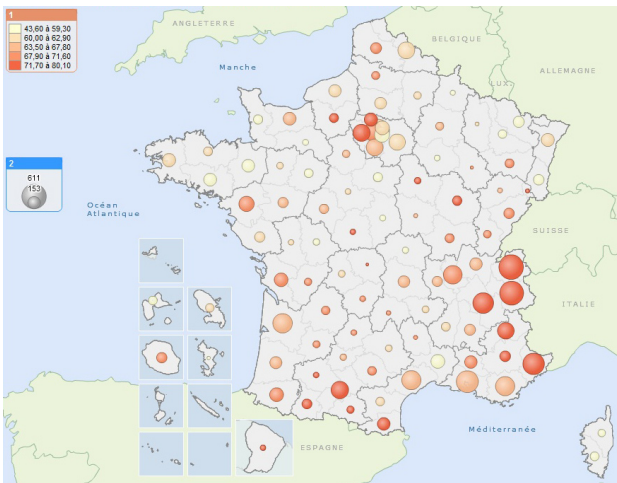 1
43,60 à 59,30
60,00 à 62,90
63,50 à 67,80
67,90 à 71,60
71,70 à 80,10
2
611
153
ANGLETERRE
BELGIQUE
Manche
LUX.
ALLEMAGNE
Océan
Atlantique
SUISSE
ITALIE
Méditerranée
ESPAGNE